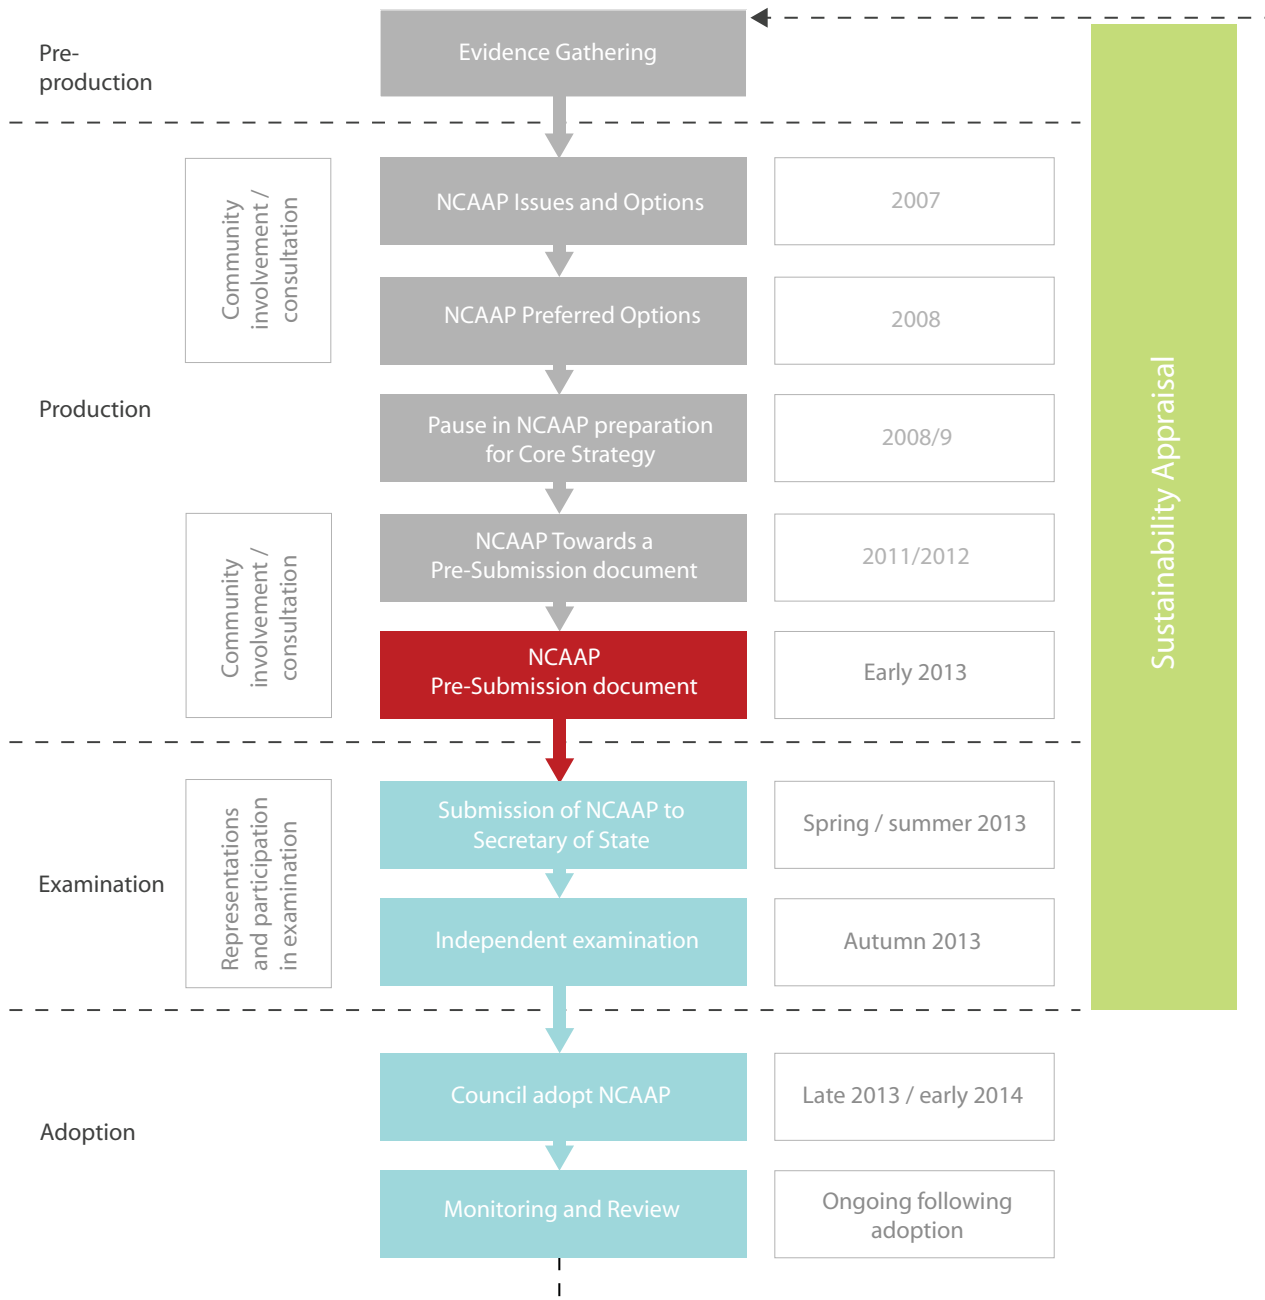 Pre-
production
Evidence Gathering
Community
involvement /
consultation
NCAAP Issues and Options
2007
NCAAP Preferred Options
2008
Production
Pause in NCAAP preparation
for Core Strategy
2008/9
Community
involvement /
consultation
NCAAP Towards a
Pre-Submission document
2011/2012
NCAAP
Pre-Submission document
Early 2013
Sustainability Appraisal
Examination
Representations
and participation
in examination
Submission of NCAAP to
Secretary of State
Spring / summer 2013
Independent examination
Autumn 2013
Adoption
Council adopt NCAAP
Late 2013 / early 2014
Monitoring and Review
Ongoing following
adoption